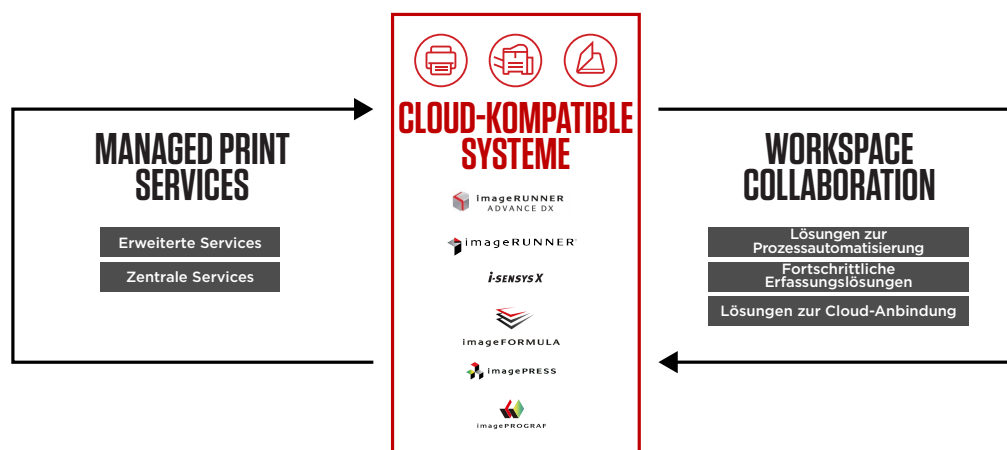 MANAGED PRINT
SERVICES
Erweiterte Services
Zentrale Services
CLOUD-KOMPATIBLE
SYSTEME
imageRUNNER
ADVANCE DX
imageRUNNER
i-SENSYS X
imageFORMULA
imagePRESS
imagePROGRAF
WORKSPACE
COLLABORATION
Lösungen zur
Prozessautomatisierung
Fortschrittliche
Erfassungslösungen
Lösungen zur Cloud-Anbindung